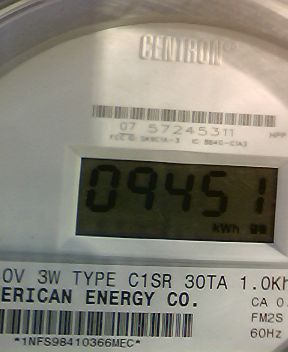 CENTRON
07 57245311
09451
kWh
0V 3W TYPE C1SR 30TA 1.0Kh
ERICAN ENERGY CO.
CA 0.
FM2S
60Hz
*1NFS98410366MEC*